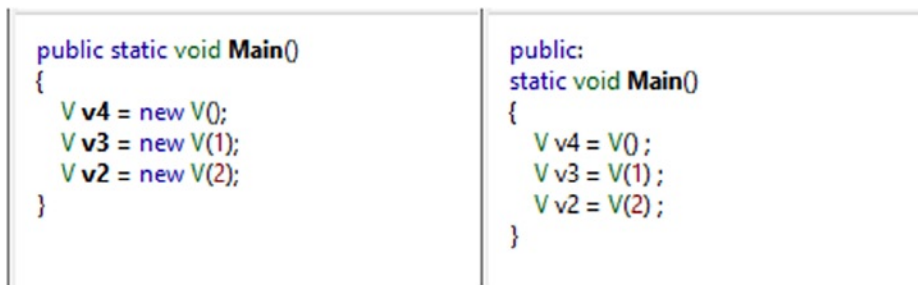 public static void Main()
{
V v4 = new V();
V v3 = new V(1);
V v2 = new V(2);
}
public:
static void Main()
{
V v4 = V() ;
V v3 = V(1) ;
V v2 = V(2) ;
}